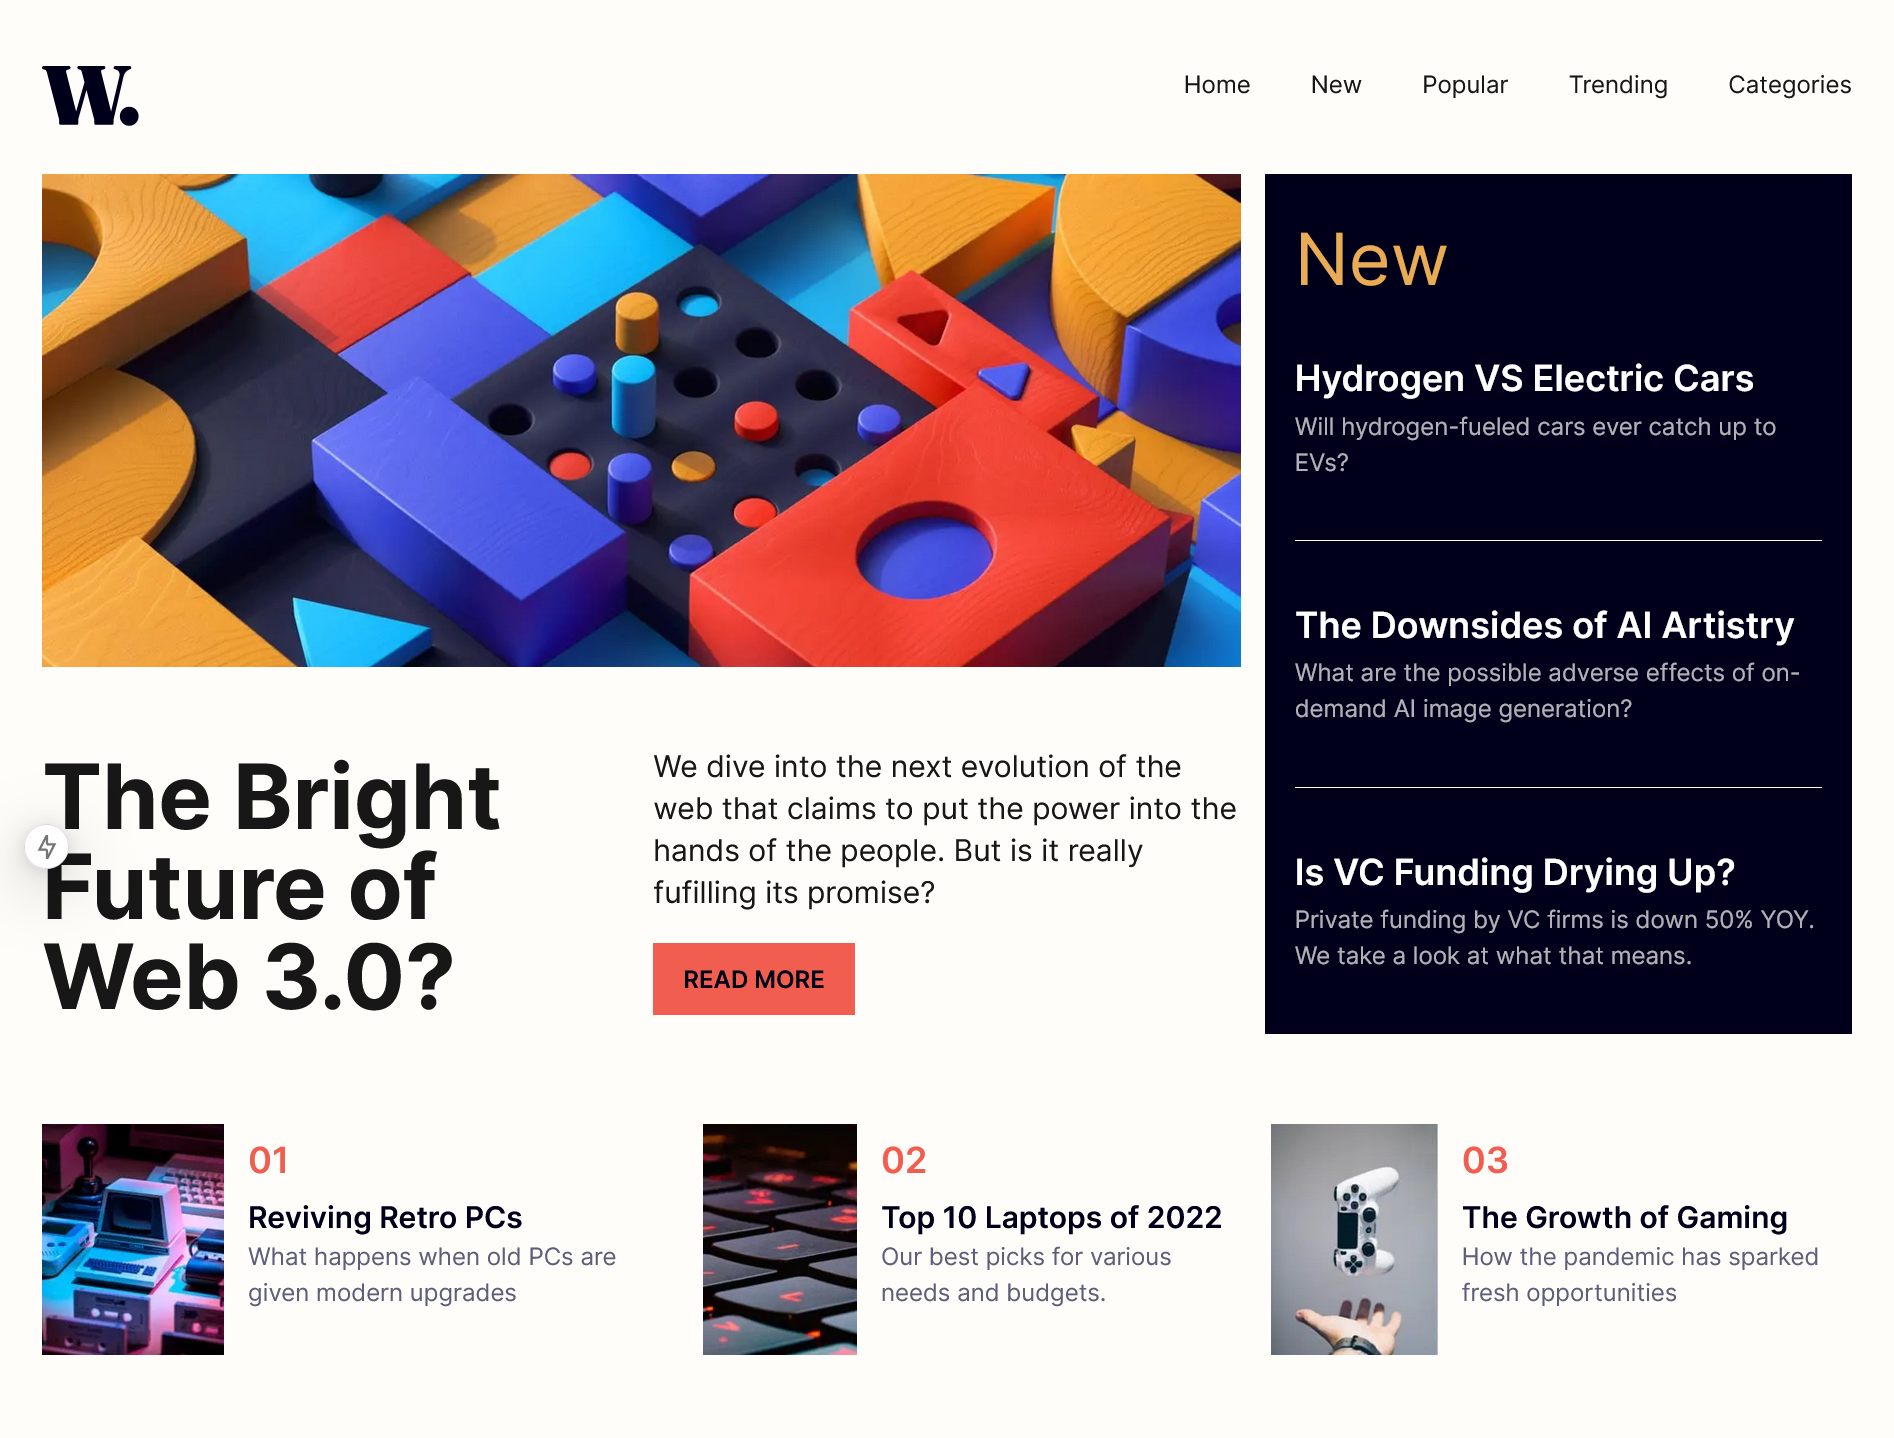 W.
Home New Popular Trending Categories
The Bright
Future of
Web 3.0?
We dive into the next evolution of the
web that claims to put the power into the
hands of the people. But is it really
fufilling its promise?
READ MORE
New
Hydrogen VS Electric Cars
Will hydrogen-fueled cars ever catch up to
EVs?
The Downsides of AI Artistry
What are the possible adverse effects of on-
demand AI image generation?
Is VC Funding Drying Up?
Private funding by VC firms is down 50% YOY.
We take a look at what that means.
01
Reviving Retro PCs
What happens when old PCs are
given modern upgrades
02
Top 10 Laptops of 2022
Our best picks for various
needs and budgets.
03
The Growth of Gaming
How the pandemic has sparked
fresh opportunities